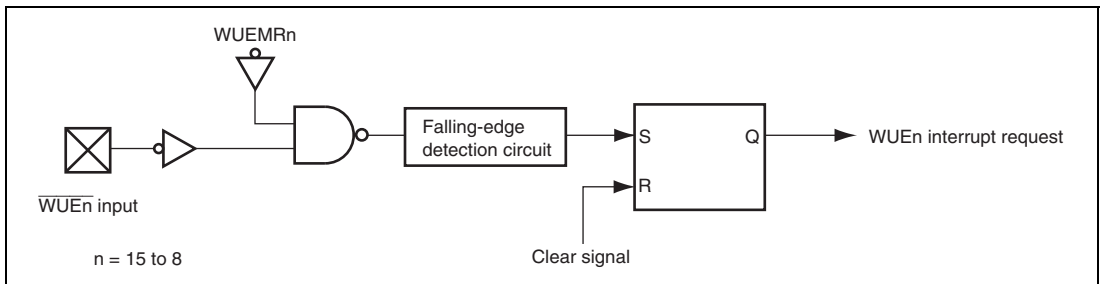 WUEMRn
Falling-edge
detection circuit
S
Q
WUEn interrupt request
R
WUEn input
Clear signal
n = 15 to 8